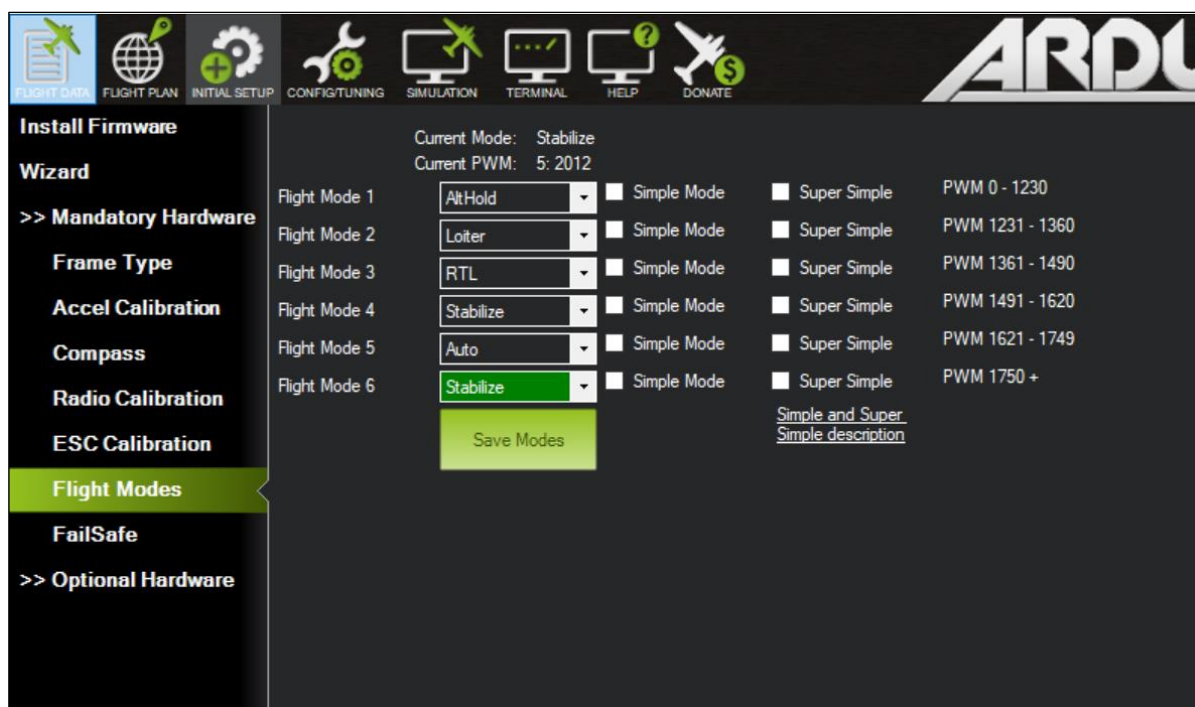 FLIGHT DATA FLIGHT PLAN INITIAL SETUP CONFIG/TUNING SIMULATION TERMINAL HELP DONATE
Install Firmware
Wizard
>> Mandatory Hardware
Frame Type
Accel Calibration
Compass
Radio Calibration
ESC Calibration
Flight Modes
FailSafe
>> Optional Hardware
Current Mode: Stabilize
Current PWM: 5: 2012
Flight Mode 1 AltHold Simple Mode Super Simple PWM 0 - 1230
Flight Mode 2 Loiter Simple Mode Super Simple PWM 1231 - 1360
Flight Mode 3 RTL Simple Mode Super Simple PWM 1361 - 1490
Flight Mode 4 Stabilize Simple Mode Super Simple PWM 1491 - 1620
Flight Mode 5 Auto Simple Mode Super Simple PWM 1621 - 1749
Flight Mode 6 Stabilize Simple Mode Super Simple PWM 1750 +
Save Modes
Simple and Super
Simple description